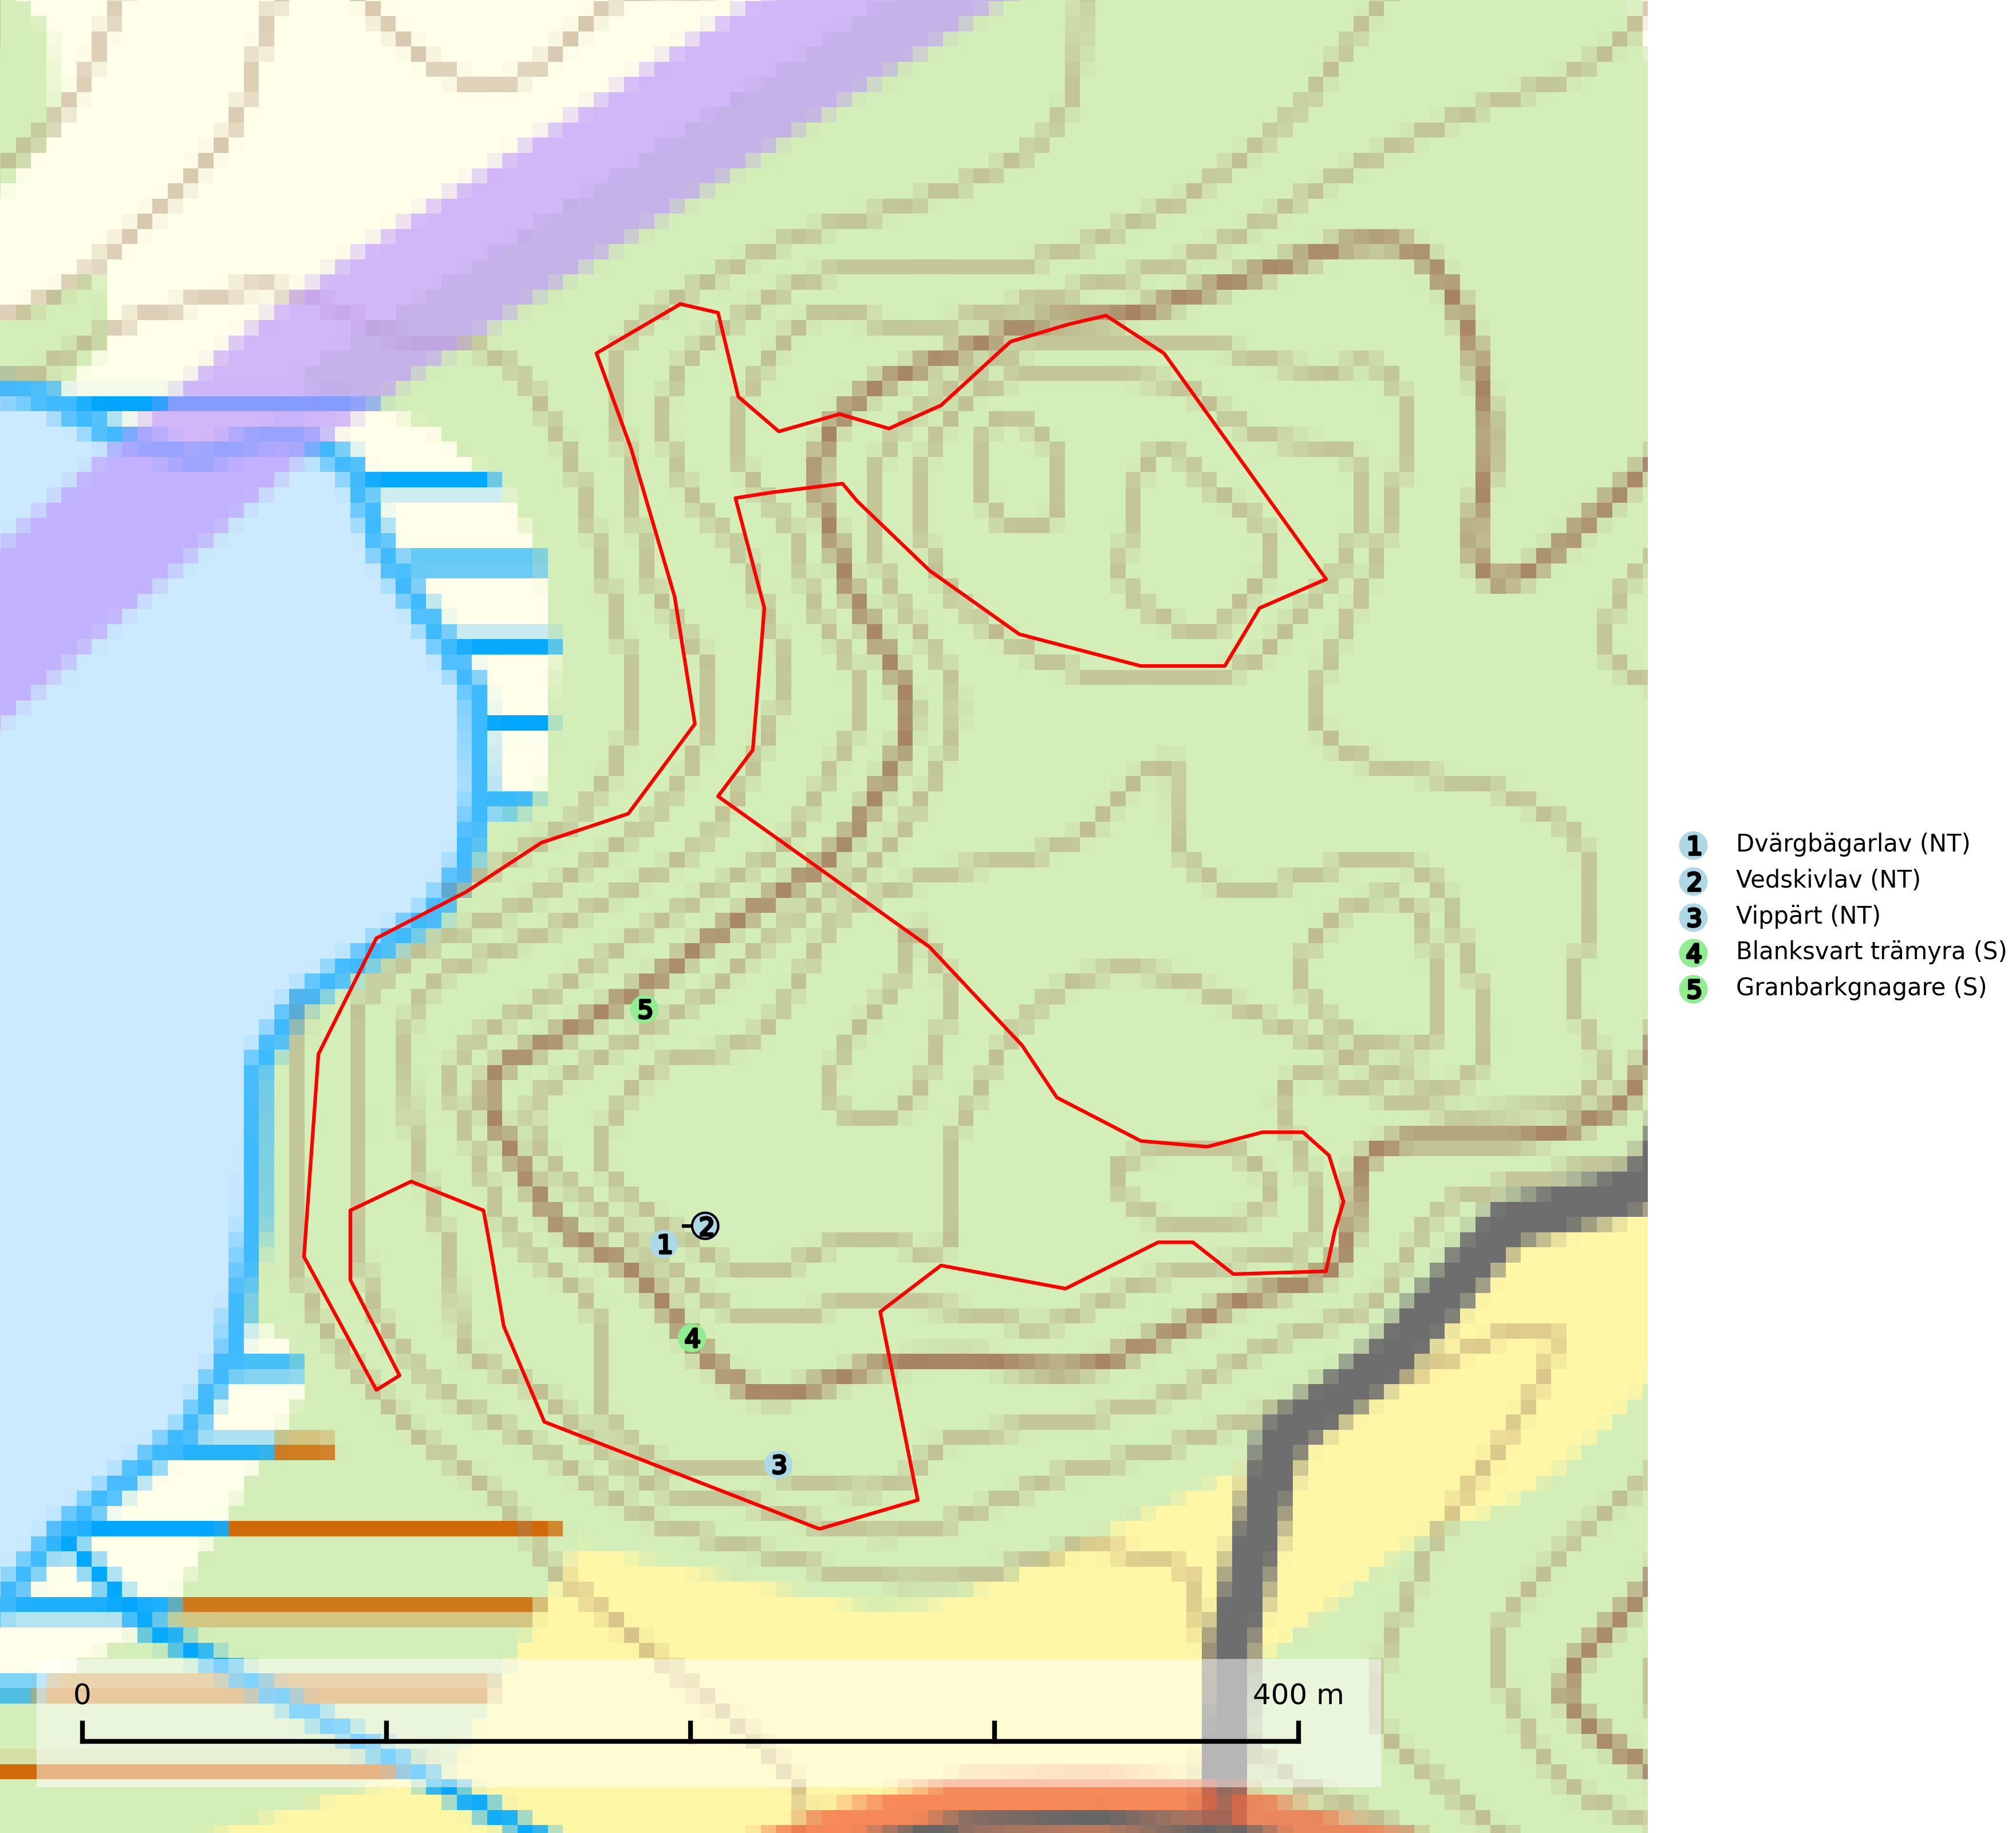 5
2
1
4
3
0
400 m
1 Dvärgbägarlav (NT)
2 Vedskivlav (NT)
3 Vippärt (NT)
4 Blanksvart trämyra (S)
5 Granbarkgnagare (S)